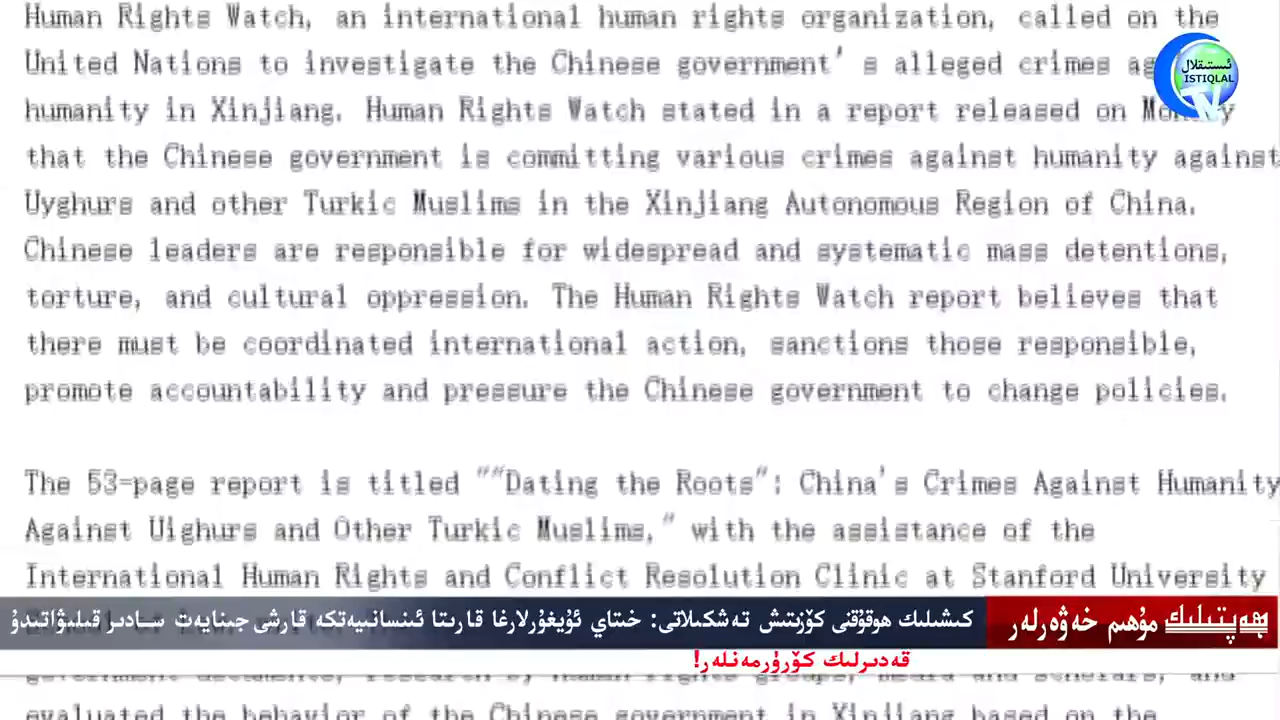 Human Rights Watch, an international human rights organization, called on the
United Nations to investigate the Chinese government's alleged crimes
humanity in Xinjiang. Human Rights Watch stated in a report released on
that the Chinese government is committing various crimes against humanity against
Uyghurs and other Turkic Muslims in the Xinjiang Autonomous Region of China.
Chinese leaders are responsible for widespread and systematic mass detentions,
torture, and cultural oppression. The Human Rights Watch report believes that
there must be coordinated international action, sanctions those responsible,
promote accountability and pressure the Chinese government to change policies.
The 53-page report is titled ““Dating the Roots”: China's Crimes Against Humanity
Against Uighurs and Other Turkic Muslims,” with the assistance of the
International Human Rights and Conflict Resolution Clinic at Stanford University
ئىستىقلال
ISTIQLAL
ھەپتىلىك مۇھىم خەۋەرلەر
كىشىلىك ھوقۇقنى كۆزىتىش تەشكىلاتى: خىتاي ئۇيغۇرلارغا قارىتا ئىنسانىيەتكە قارشى جىنايەت سادىر قىلىۋاتىدۇ
قەدىرلىك كۆرۈرمەنلەر!
evaluated the behavior of the Chinese government in Xinjiang based on the